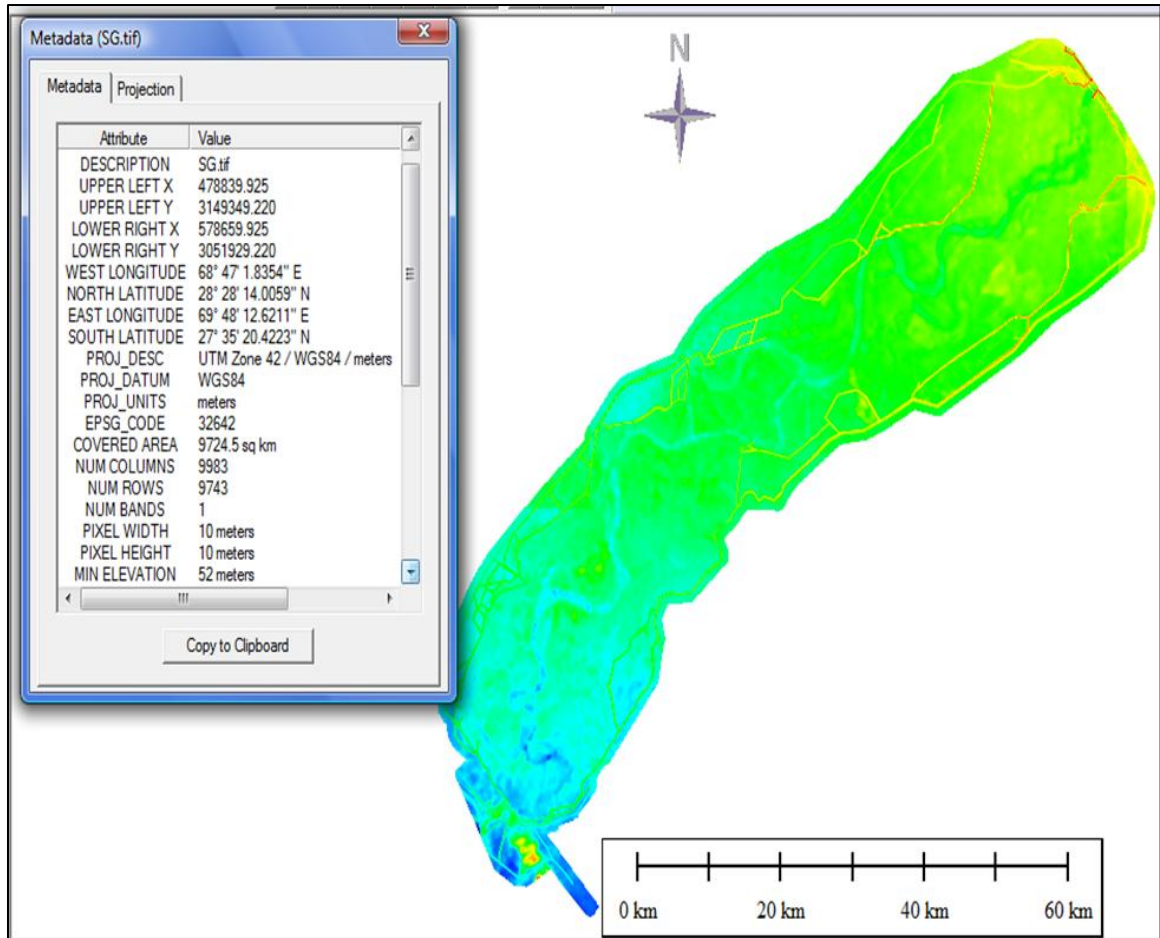 Metadata (SG.tif)
Metadata Projection
Attribute Value
DESCRIPTION SG.tif
UPPER LEFT X 478839.925
UPPER LEFT Y 3149349.220
LOWER RIGHT X 578659.925
LOWER RIGHT Y 3051929.220
WEST LONGITUDE 68° 47' 1.8354" E
NORTH LATITUDE 28° 28' 14.0059" N
EAST LONGITUDE 69° 48' 12.6211" E
SOUTH LATITUDE 27° 35' 20.4223" N
PROJ_DESC UTM Zone 42 / WGS84 / meters
PROJ_DATUM WGS84
PROJ_UNITS meters
EPSG_CODE 32642
COVERED AREA 9724.5 sq km
NUM COLUMNS 9983
NUM ROWS 9743
NUM BANDS 1
PIXEL WIDTH 10 meters
PIXEL HEIGHT 10 meters
MIN ELEVATION 52 meters
Copy to Clipboard
N
0 km 20 km 40 km 60 km